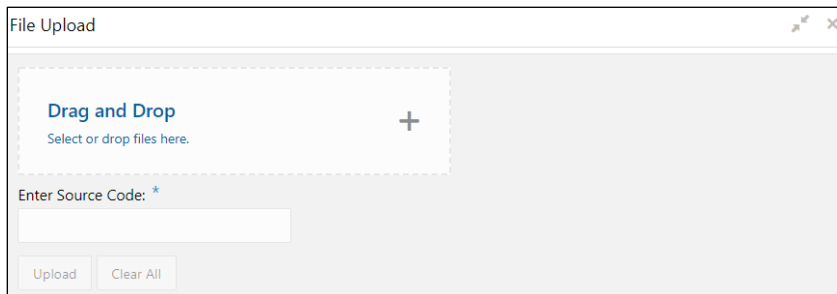 File Upload
Drag and Drop
Select or drop files here.
Enter Source Code: *
Upload Clear All